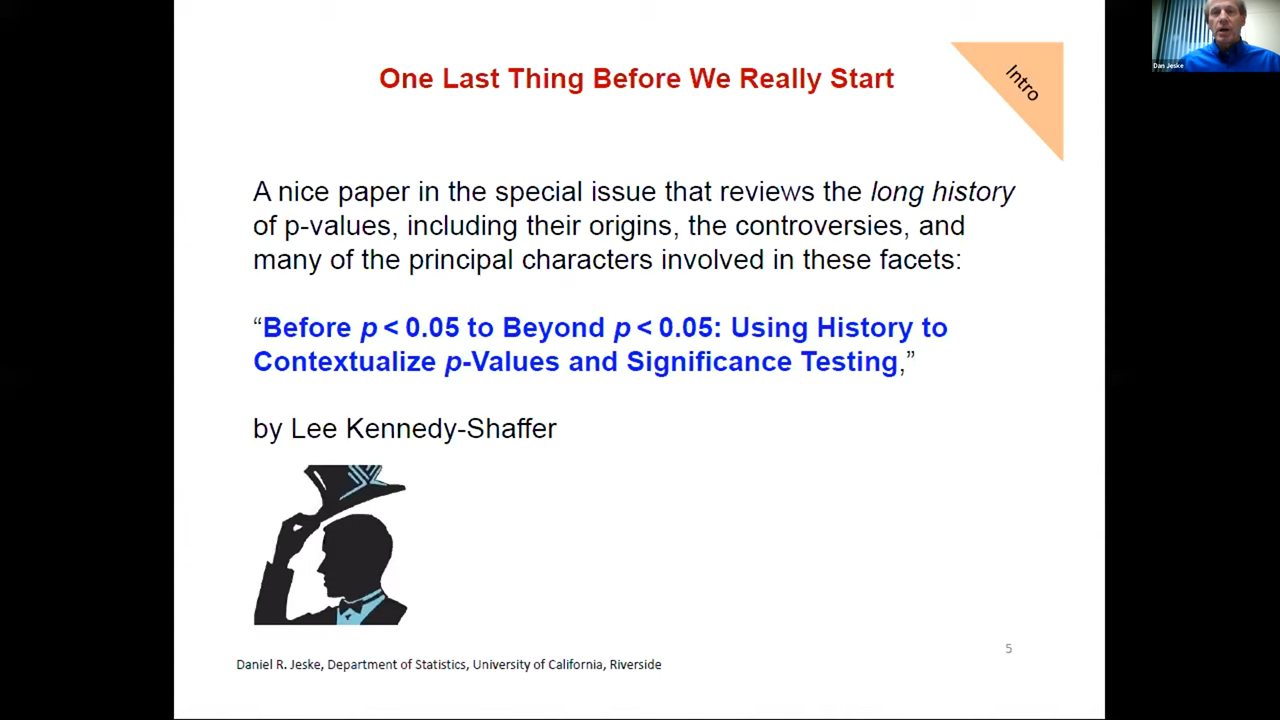 One Last Thing Before We Really Start
Intro
Dan Jeske
A nice paper in the special issue that reviews the long history
of p-values, including their origins, the controversies, and
many of the principal characters involved in these facets:
“Before p < 0.05 to Beyond p < 0.05: Using History to
Contextualize p-Values and Significance Testing,”
by Lee Kennedy-Shaffer
5
Daniel R. Jeske, Department of Statistics, University of California, Riverside